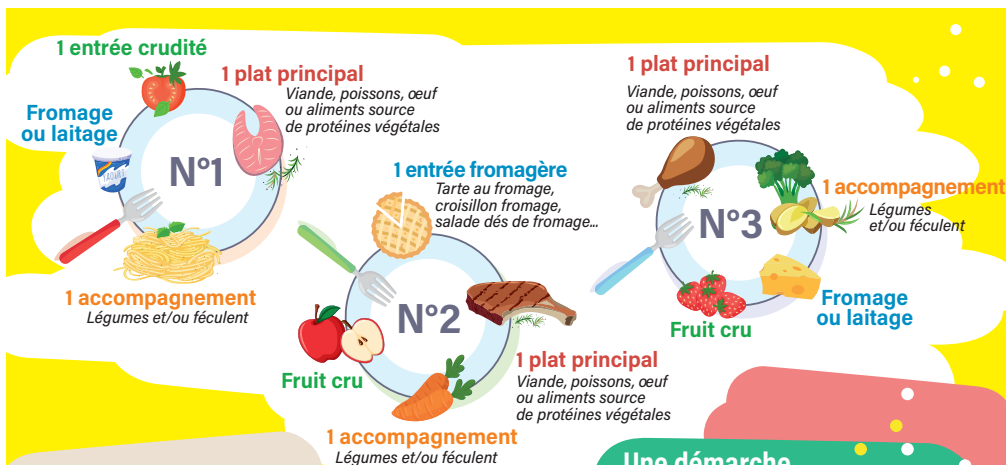 1 entrée crudité
1 plat principal
Viande, poissons, œuf
ou aliments source
de protéines végétales
Fromage
ou laitage
YAOURT
N°1
1 accompagnement
Légumes et/ou féculent
1 entrée fromagère
Tarte au fromage,
croisillon fromage,
salade dés de fromage...
N°2
1 plat principal
Viande, poissons, œuf
ou aliments source
de protéines végétales
Fruit cru
1 accompagnement
Légumes et/ou féculent
1 plat principal
Viande, poissons, œuf
ou aliments source
de protéines végétales
N°3
1 accompagnement
Légumes
et/ou féculent
Fromage
ou laitage
Fruit cru
Une démarche